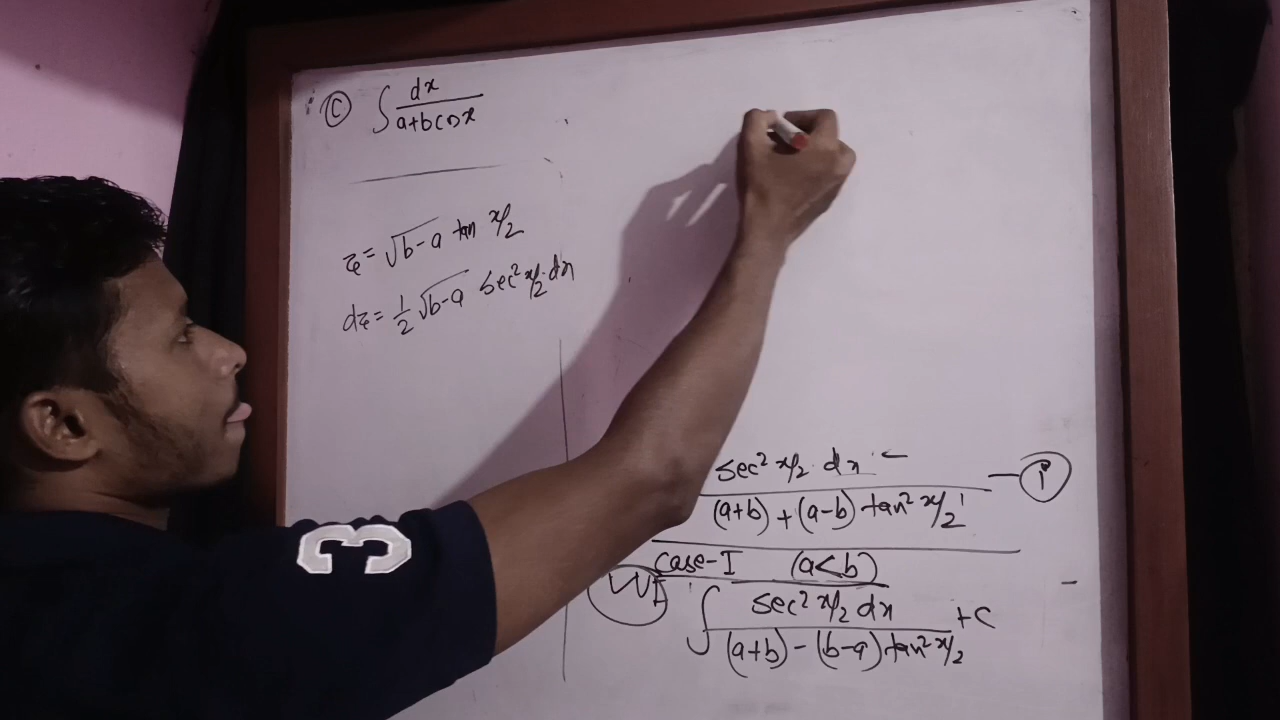 C ∫ dx / a+b cos x
z = √b-a tan x/2
dz = 1/2 √b-a sec² x/2 · dx
sec² x/2 · dx / (a+b) + (a-b) tan² x/2 — i
case-I (a<b)
∫ sec² x/2 dx / (a+b) - (b-a) tan² x/2 + c